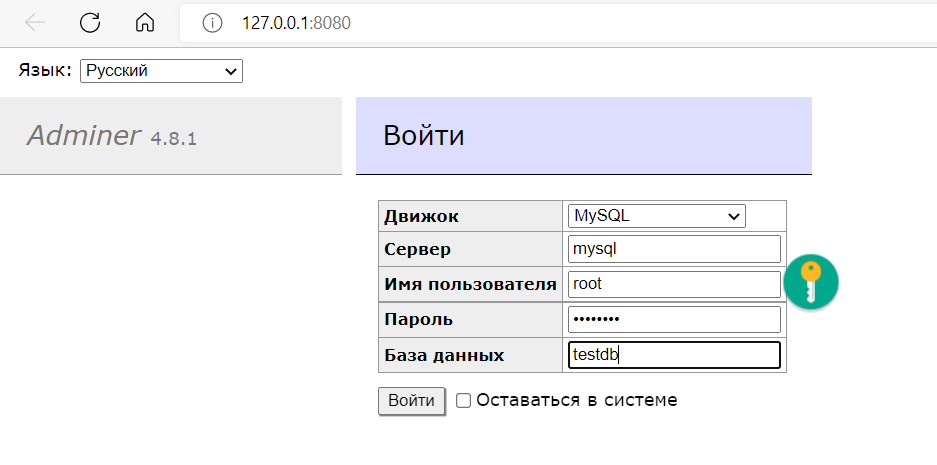 127.0.0.1:8080
Язык: Русский
Adminer 4.8.1
Войти
Движок MySQL
Сервер mysql
Имя пользователя root
Пароль ••••••••
База данных testdb
Войти Оставаться в системе